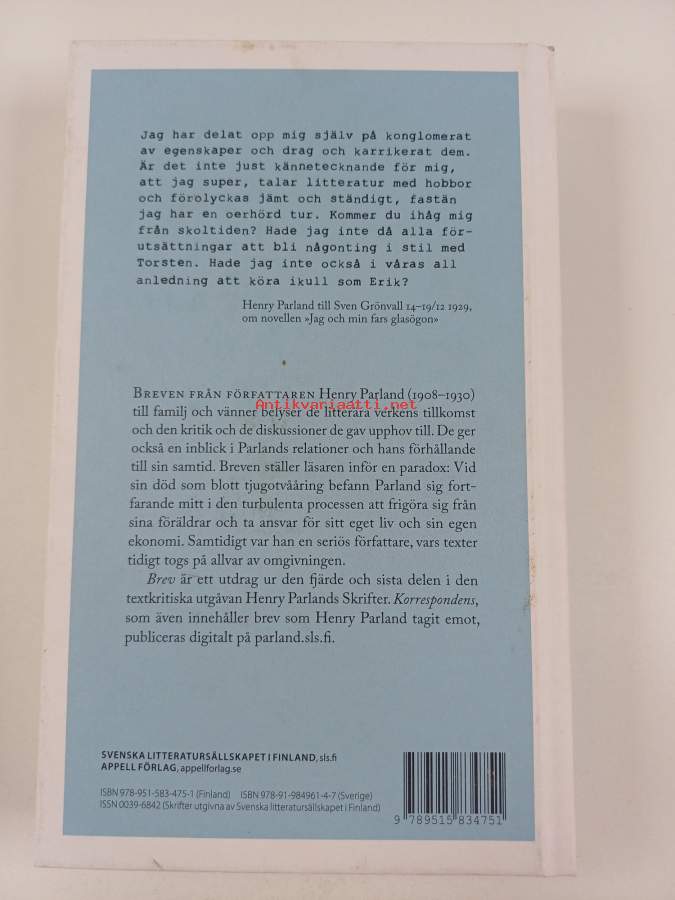 Jag har delat opp mig själv på konglomerat
av egenskaper och drag och karrikerat dem.
Är det inte just kännetecknande för mig,
att jag super, talar litteratur med hobbor
och förolyckas jämt och ständigt, fastän
jag har en oerhörd tur. Kommer du ihåg mig
från skoltiden? Hade jag inte då alla för-
utsättningar att bli någonting i stil med
Torsten. Hade jag inte också i våras all
anledning att köra ikull som Erik?
Henry Parland till Sven Grönvall 14–19/12 1929,
om novellen »Jag och min fars glasögon»
BREVEN FRÅN FÖRFATTAREN Henry Parland (1908–1930)
Antikvariaatti.net
till familj och vänner belyser de litterära verkens tillkomst
och den kritik och de diskussioner de gav upphov till. De ger
också en inblick i Parlands relationer och hans förhållande
till sin samtid. Breven ställer läsaren inför en paradox: Vid
sin död som blott tjugotvååring befann Parland sig fort-
farande mitt i den turbulenta processen att frigöra sig från
sina föräldrar och ta ansvar för sitt eget liv och sin egen
ekonomi. Samtidigt var han en seriös författare, vars texter
tidigt togs på allvar av omgivningen.
Brev är ett utdrag ur den fjärde och sista delen i den
textkritiska utgåvan Henry Parlands Skrifter. Korrespondens,
som även innehåller brev som Henry Parland tagit emot,
publiceras digitalt på parland.sls.fi.
SVENSKA LITTERATURSÄLLSKAPET I FINLAND, sls.fi
APPELL FÖRLAG, appellforlag.se
ISBN 978-951-583-475-1 (Finland) ISBN 978-91-984961-4-7 (Sverige)
ISSN 0039-6842 (Skrifter utgivna av Svenska litteratursällskapet i Finland)
9 789515 834751